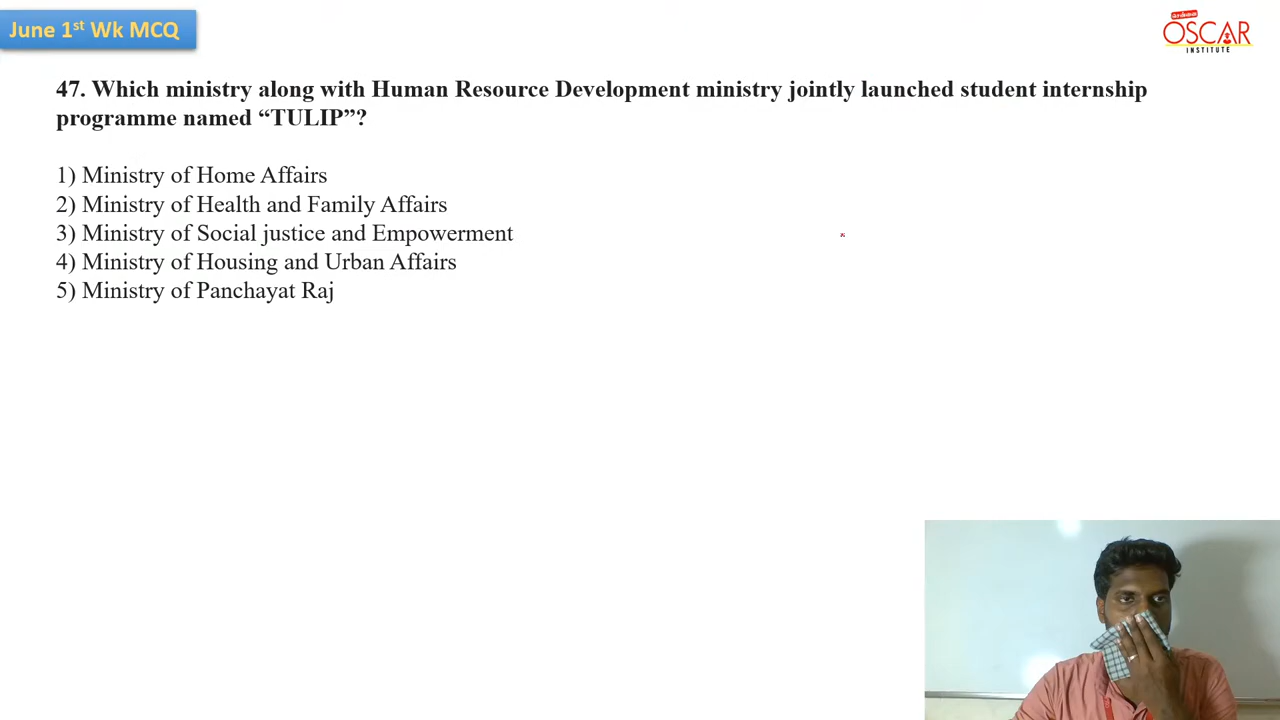 June 1st Wk MCQ
சென்னை
OSCAR
INSTITUTE
47. Which ministry along with Human Resource Development ministry jointly launched student internship
programme named “TULIP”?
1) Ministry of Home Affairs
2) Ministry of Health and Family Affairs
3) Ministry of Social justice and Empowerment
4) Ministry of Housing and Urban Affairs
5) Ministry of Panchayat Raj